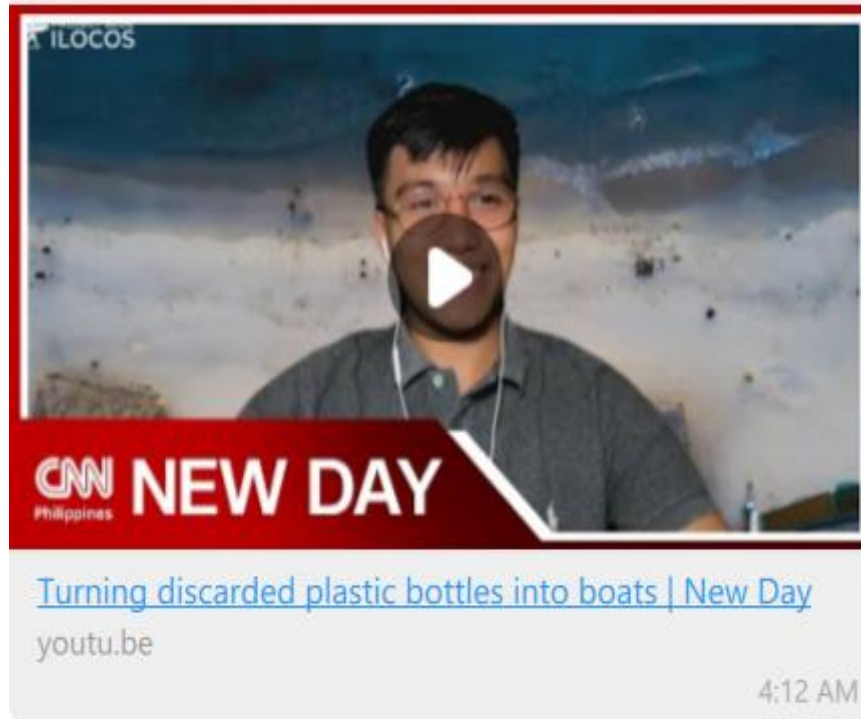 ILOCOS
CNN
Philippines
NEW DAY
Turning discarded plastic bottles into boats | New Day
youtu.be
4:12 AM